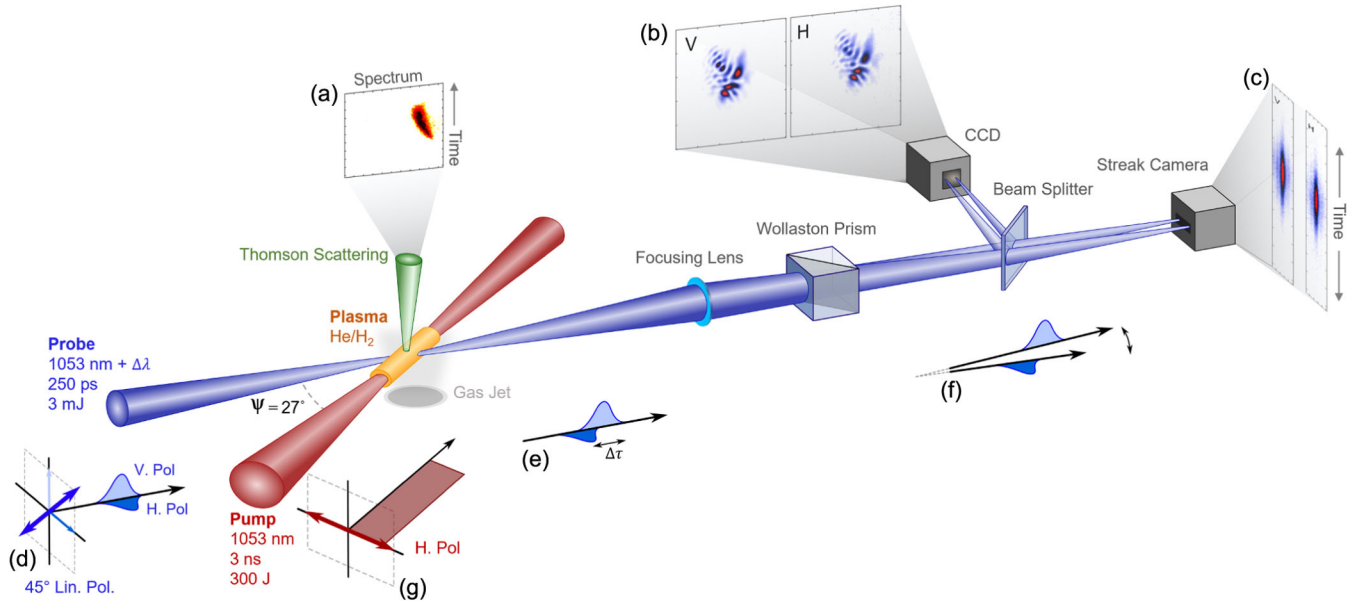 (a)
Spectrum
Time
Thomson Scattering
Plasma
He/H₂
Gas Jet
Probe
1053 nm + Δλ
250 ps
3 mJ
Ψ = 27°
(b)
V
H
CCD
Beam Splitter
Streak Camera
(c)
V
H
Time
Focusing Lens
Wollaston Prism
(d)
V. Pol
H. Pol
45° Lin. Pol.
Pump
1053 nm
3 ns
300 J
(g)
H. Pol
(e)
Δτ
(f)